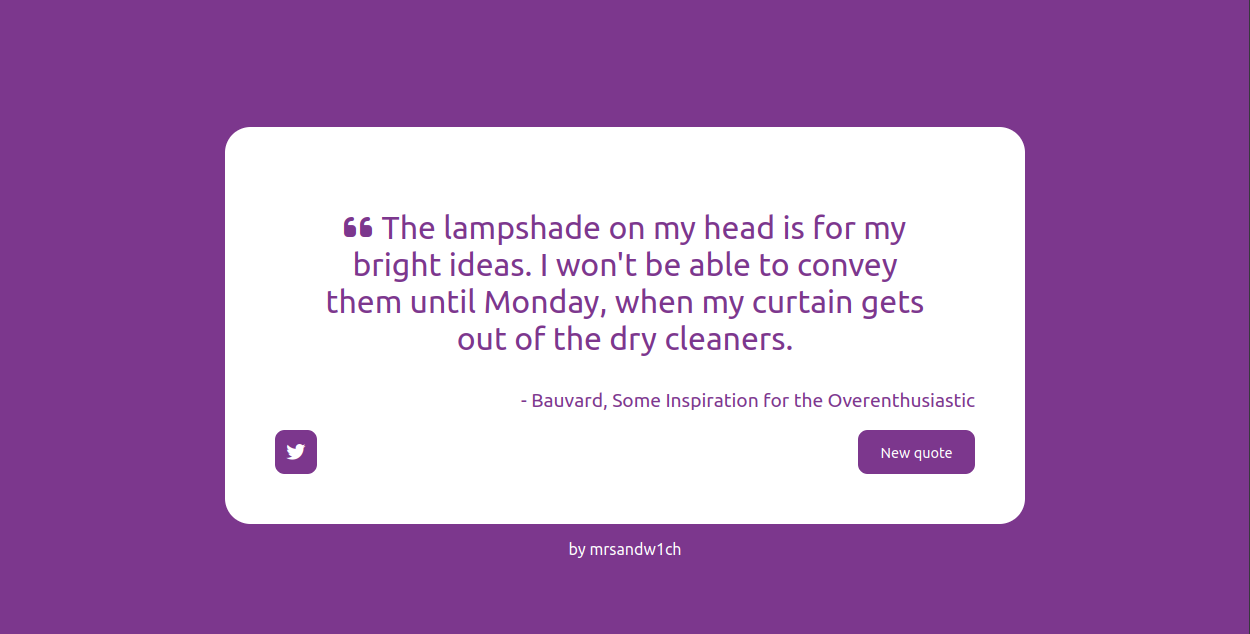 “ The lampshade on my head is for my
bright ideas. I won't be able to convey
them until Monday, when my curtain gets
out of the dry cleaners.
- Bauvard, Some Inspiration for the Overenthusiastic
New quote
by mrsandw1ch